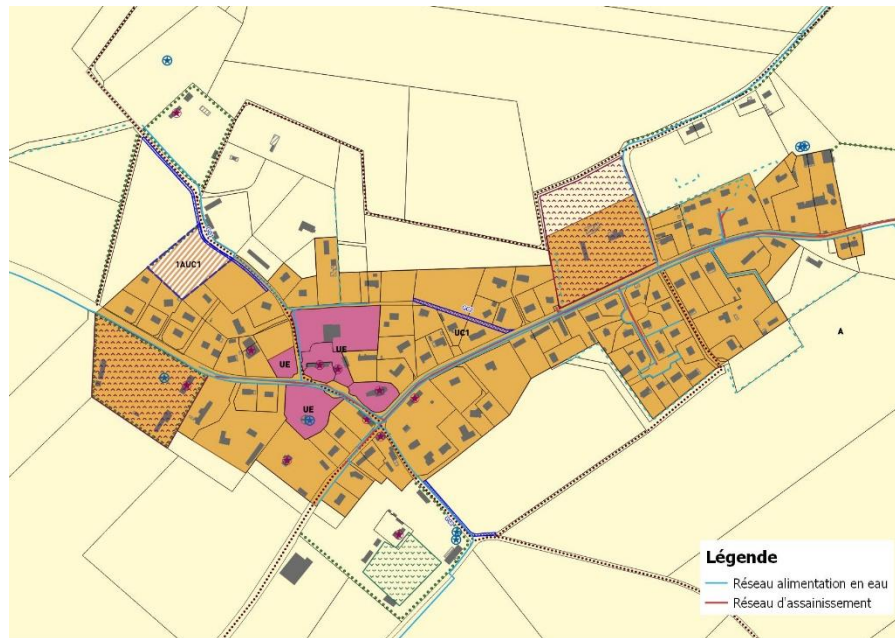 1AUC1
UE
UE
UC1
A
UE
Légende
Réseau alimentation en eau
Réseau d'assainissement